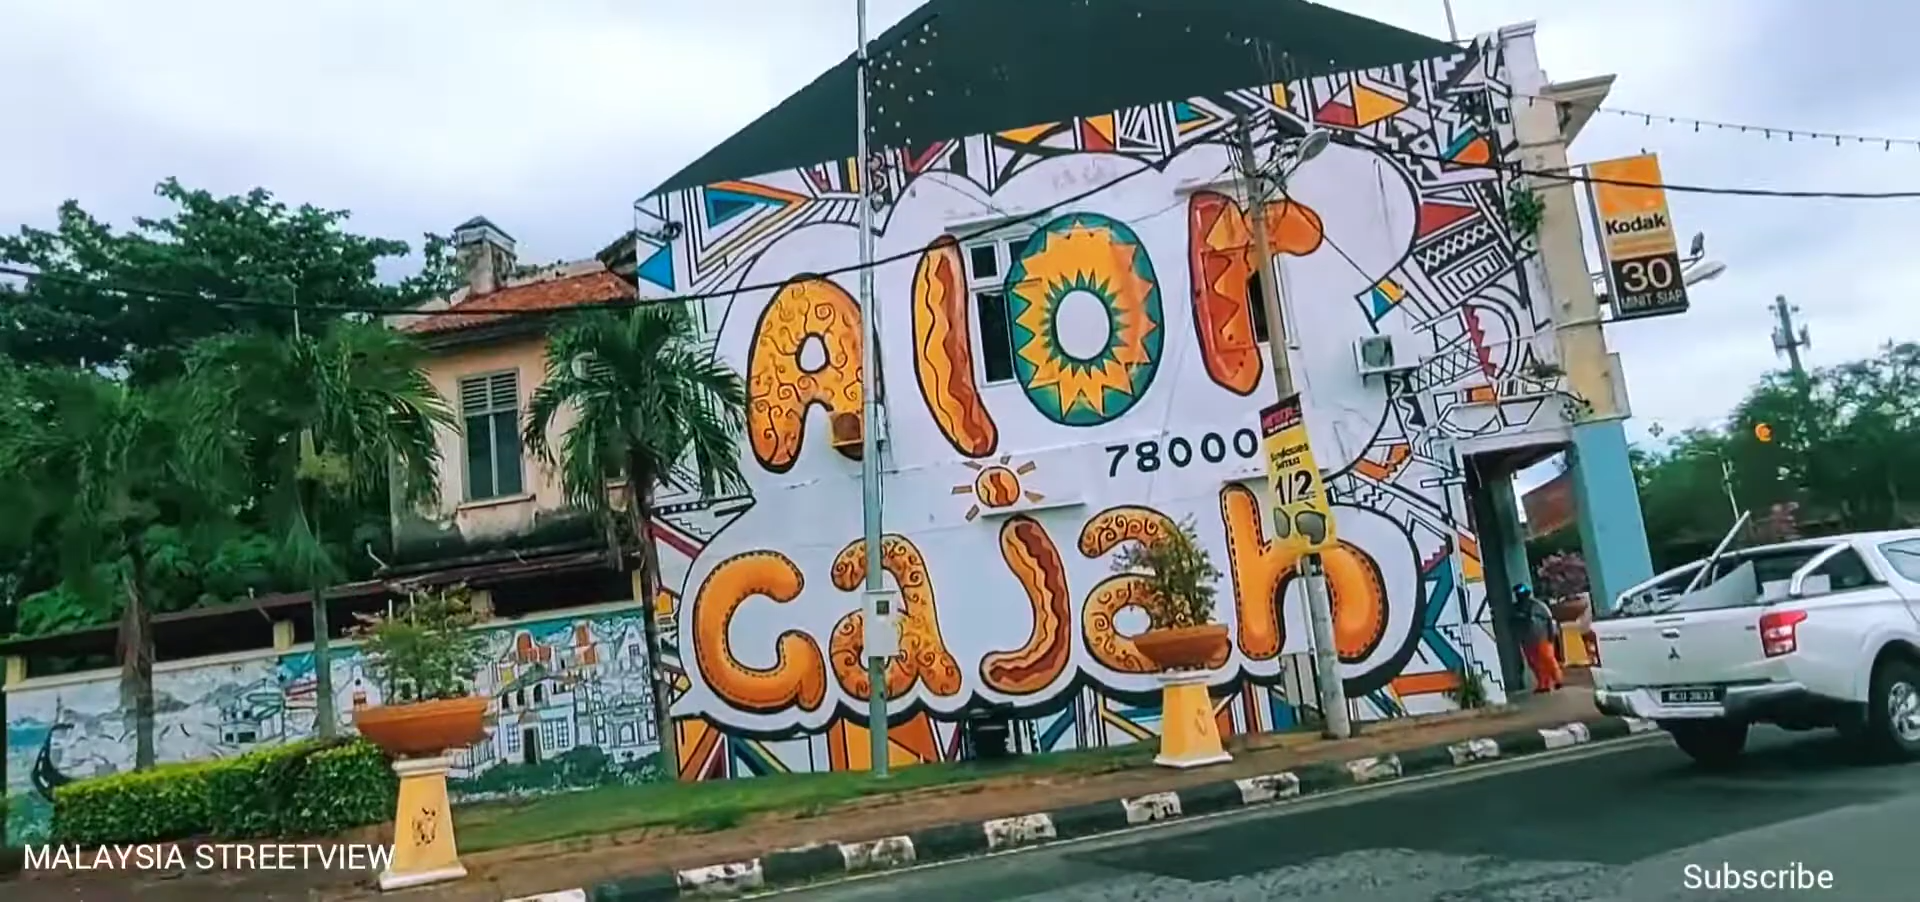 Alor
78000
Gajah
Kodak
30
MINIT SIAP
1/2
MALAYSIA STREETVIEW
Subscribe